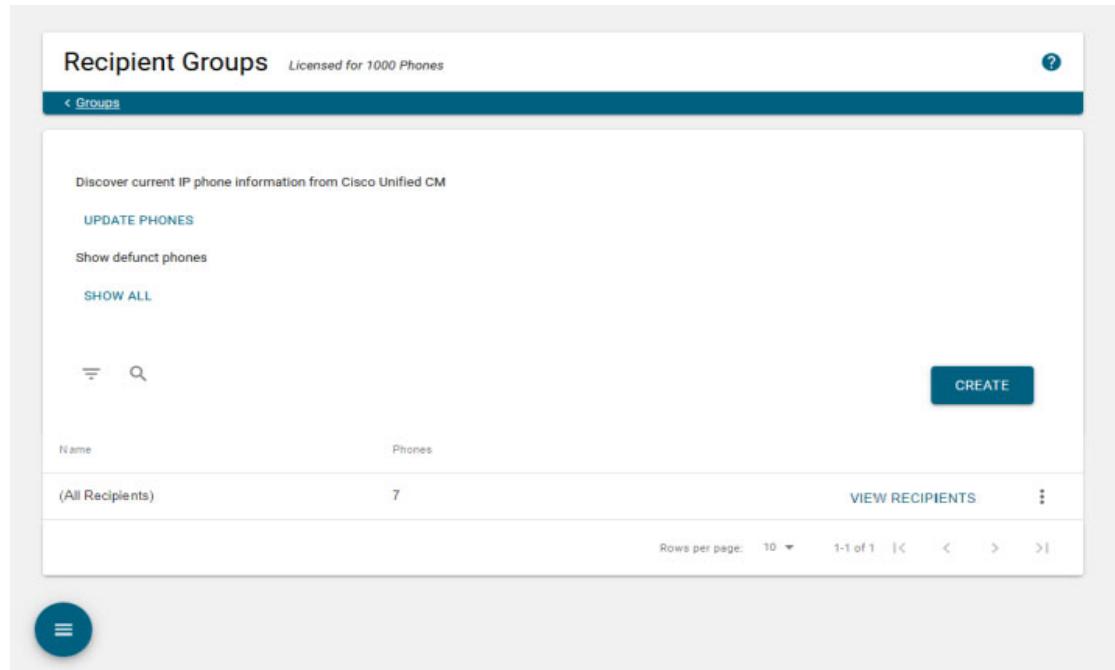 Recipient Groups Licensed for 1000 Phones
< Groups
Discover current IP phone information from Cisco Unified CM
UPDATE PHONES
Show defunct phones
SHOW ALL
CREATE
Name Phones
(All Recipients) 7 VIEW RECIPIENTS
Rows per page: 10 1-1 of 1